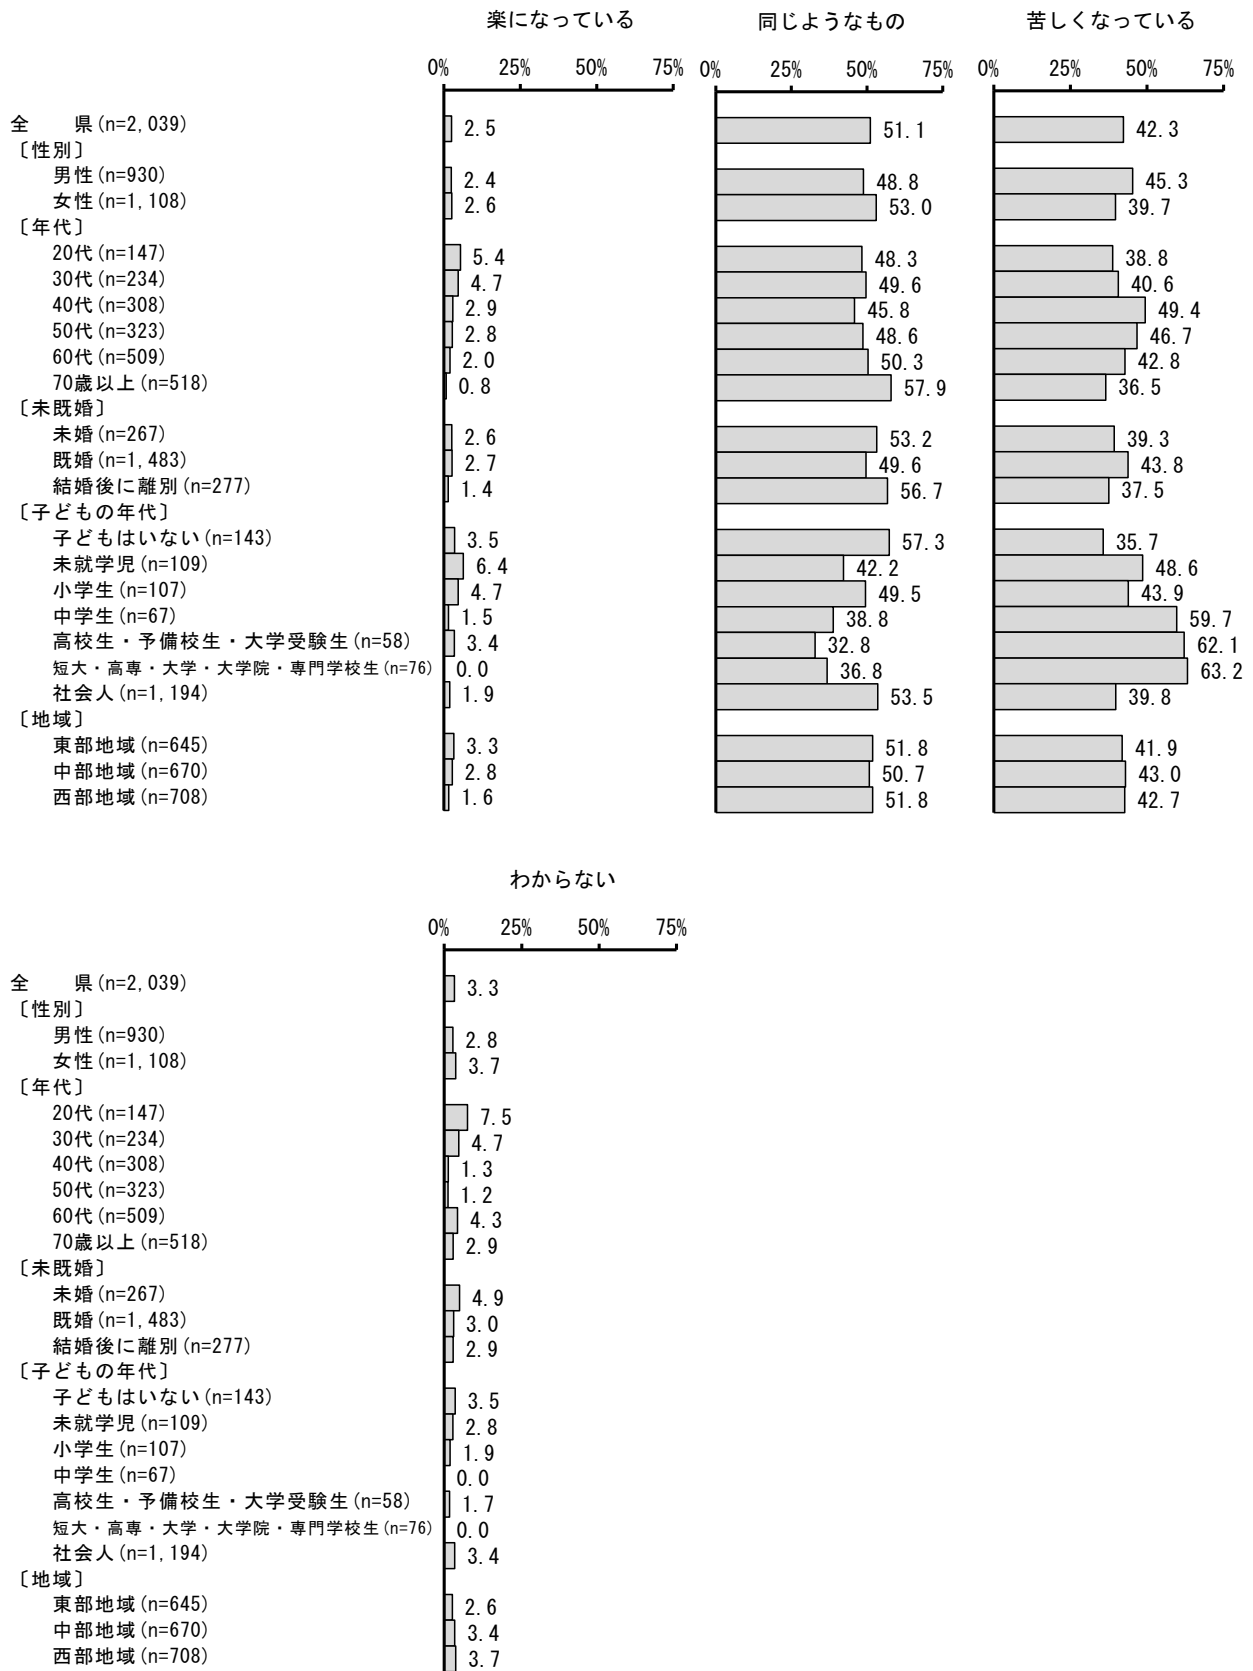 楽になっている 同じようなもの 苦しくなっている
0% 25% 50% 75% 0% 25% 50% 75% 0% 25% 50% 75%
全　　県(n=2,039) 2.5 51.1 42.3
〔性別〕
男性(n=930) 2.4 48.8 45.3
女性(n=1,108) 2.6 53.0 39.7
〔年代〕
20代(n=147) 5.4 48.3 38.8
30代(n=234) 4.7 49.6 40.6
40代(n=308) 2.9 45.8 49.4
50代(n=323) 2.8 48.6 46.7
60代(n=509) 2.0 50.3 42.8
70歳以上(n=518) 0.8 57.9 36.5
〔未既婚〕
未婚(n=267) 2.6 53.2 39.3
既婚(n=1,483) 2.7 49.6 43.8
結婚後に離別(n=277) 1.4 56.7 37.5
〔子どもの年代〕
子どもはいない(n=143) 3.5 57.3 35.7
未就学児(n=109) 6.4 42.2 48.6
小学生(n=107) 4.7 49.5 43.9
中学生(n=67) 1.5 38.8 59.7
高校生・予備校生・大学受験生(n=58) 3.4 32.8 62.1
短大・高専・大学・大学院・専門学校生(n=76) 0.0 36.8 63.2
社会人(n=1,194) 1.9 53.5 39.8
〔地域〕
東部地域(n=645) 3.3 51.8 41.9
中部地域(n=670) 2.8 50.7 43.0
西部地域(n=708) 1.6 51.8 42.7
わからない
0% 25% 50% 75%
全　　県(n=2,039) 3.3
〔性別〕
男性(n=930) 2.8
女性(n=1,108) 3.7
〔年代〕
20代(n=147) 7.5
30代(n=234) 4.7
40代(n=308) 1.3
50代(n=323) 1.2
60代(n=509) 4.3
70歳以上(n=518) 2.9
〔未既婚〕
未婚(n=267) 4.9
既婚(n=1,483) 3.0
結婚後に離別(n=277) 2.9
〔子どもの年代〕
子どもはいない(n=143) 3.5
未就学児(n=109) 2.8
小学生(n=107) 1.9
中学生(n=67) 0.0
高校生・予備校生・大学受験生(n=58) 1.7
短大・高専・大学・大学院・専門学校生(n=76) 0.0
社会人(n=1,194) 3.4
〔地域〕
東部地域(n=645) 2.6
中部地域(n=670) 3.4
西部地域(n=708) 3.7